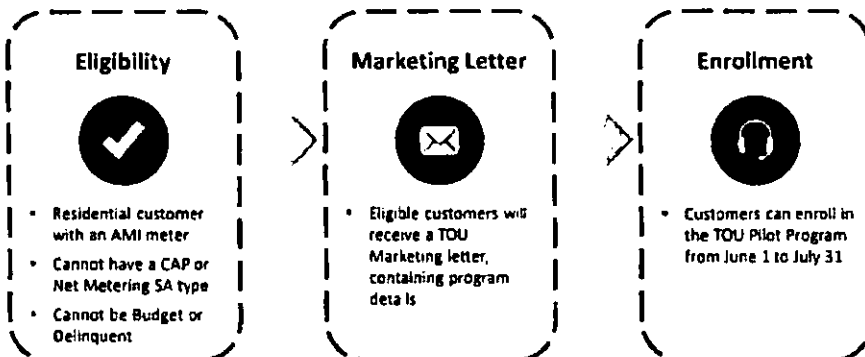 Eligibility
• Residential customer
with an AMI meter
• Cannot have a CAP or
Net Metering SA type
• Cannot be Budget or
Delinquent
Marketing Letter
• Eligible customers will
receive a TOU
Marketing letter,
containing program
details
Enrollment
• Customers can enroll in
the TOU Pilot Program
from June 1 to July 31